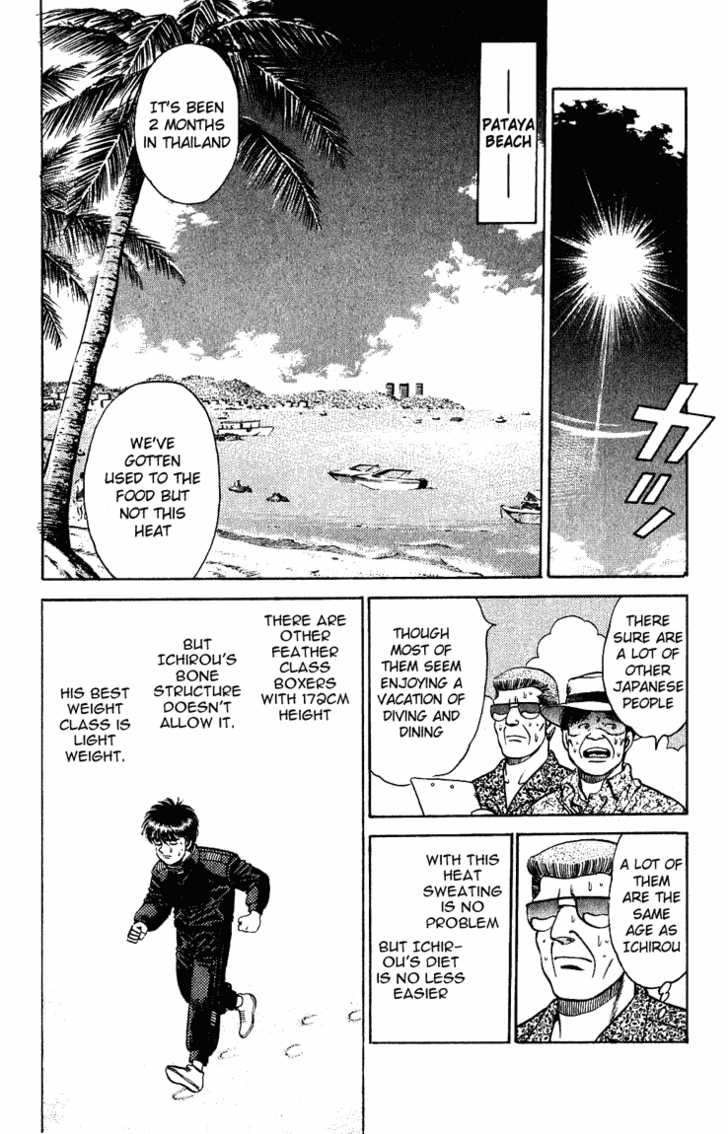 PATAYA
BEACH
カッ
IT'S BEEN
2 MONTHS
IN THAILAND
WE'VE
GOTTEN
USED TO THE
FOOD BUT
NOT THIS
HEAT
THERE
SURE ARE
A LOT OF
OTHER
JAPANESE
PEOPLE
THOUGH
MOST OF
THEM SEEM
ENJOYING A
VACATION OF
DIVING AND
DINING
A LOT OF
THEM
ARE THE
SAME
AGE AS
ICHIROU
WITH THIS
HEAT
SWEATING
IS NO
PROBLEM
BUT ICHIR-
OU'S DIET
IS NO LESS
EASIER
THERE ARE
OTHER
FEATHER
CLASS
BOXERS
WITH 172CM
HEIGHT
BUT
ICHIROU'S
BONE
STRUCTURE
DOESN'T
ALLOW IT.
HIS BEST
WEIGHT
CLASS IS
LIGHT
WEIGHT.